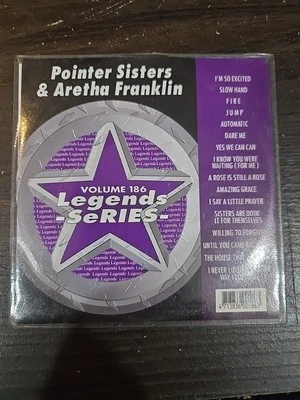 Pointer Sisters
& Aretha Franklin
VOLUME 186
Legends
-SeRIES-
I'M SO EXCITED
SLOW HAND
FIRE
JUMP
AUTOMATIC
DARE ME
YES WE CAN CAN
I KNOW YOU WERE
WAITING (FOR ME)
A ROSE IS STILL A ROSE
AMAZING GRACE
I SAY A LITTLE PRAYER
SISTERS ARE DOIN'
IT FOR THEMSELVES
WILLING TO FORGIVE
UNTIL YOU CAME
THE HOUSE
I NEVER